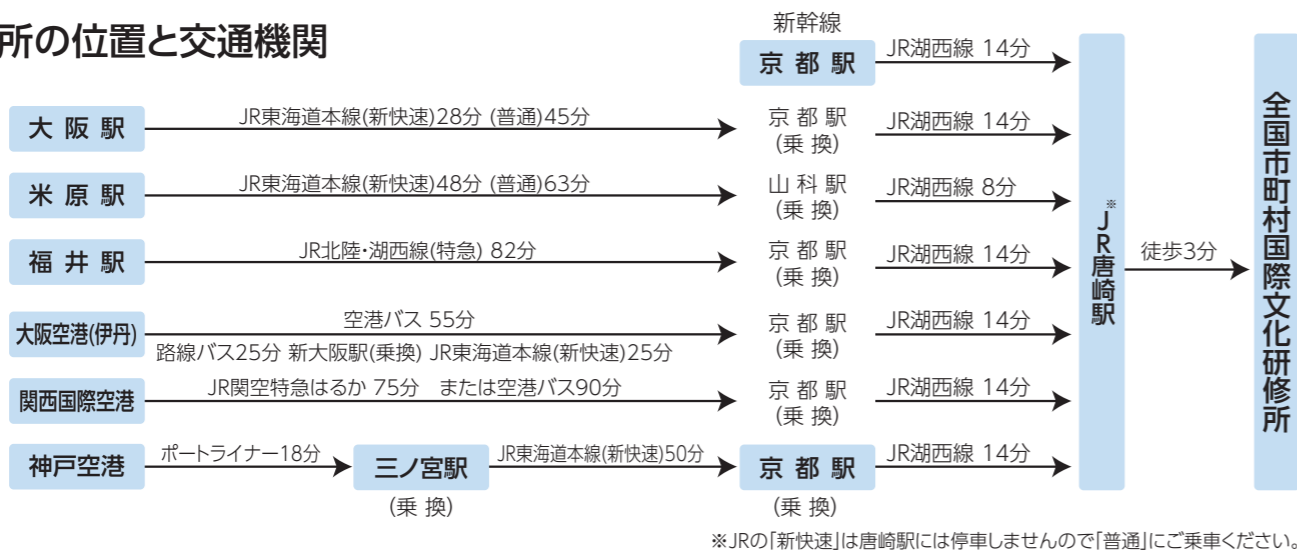 所の位置と交通機関
新幹線
京都駅
JR湖西線 14分
大阪駅
JR東海道本線(新快速)28分 (普通)45分
京都駅
(乗換)
JR湖西線 14分
米原駅
JR東海道本線(新快速)48分 (普通)63分
山科駅
(乗換)
JR湖西線 8分
福井駅
JR北陸・湖西線(特急) 82分
京都駅
(乗換)
JR湖西線 14分
大阪空港(伊丹)
空港バス 55分
路線バス25分 新大阪駅(乗換) JR東海道本線(新快速)25分
京都駅
(乗換)
JR湖西線 14分
関西国際空港
JR関空特急はるか 75分 または空港バス90分
京都駅
(乗換)
JR湖西線 14分
神戸空港
ポートライナー18分
三ノ宮駅
(乗換)
JR東海道本線(新快速)50分
京都駅
(乗換)
JR湖西線 14分
※JR唐崎駅
徒歩3分
全国市町村国際文化研修所
※JRの「新快速」は唐崎駅には停車しませんので「普通」にご乗車ください。